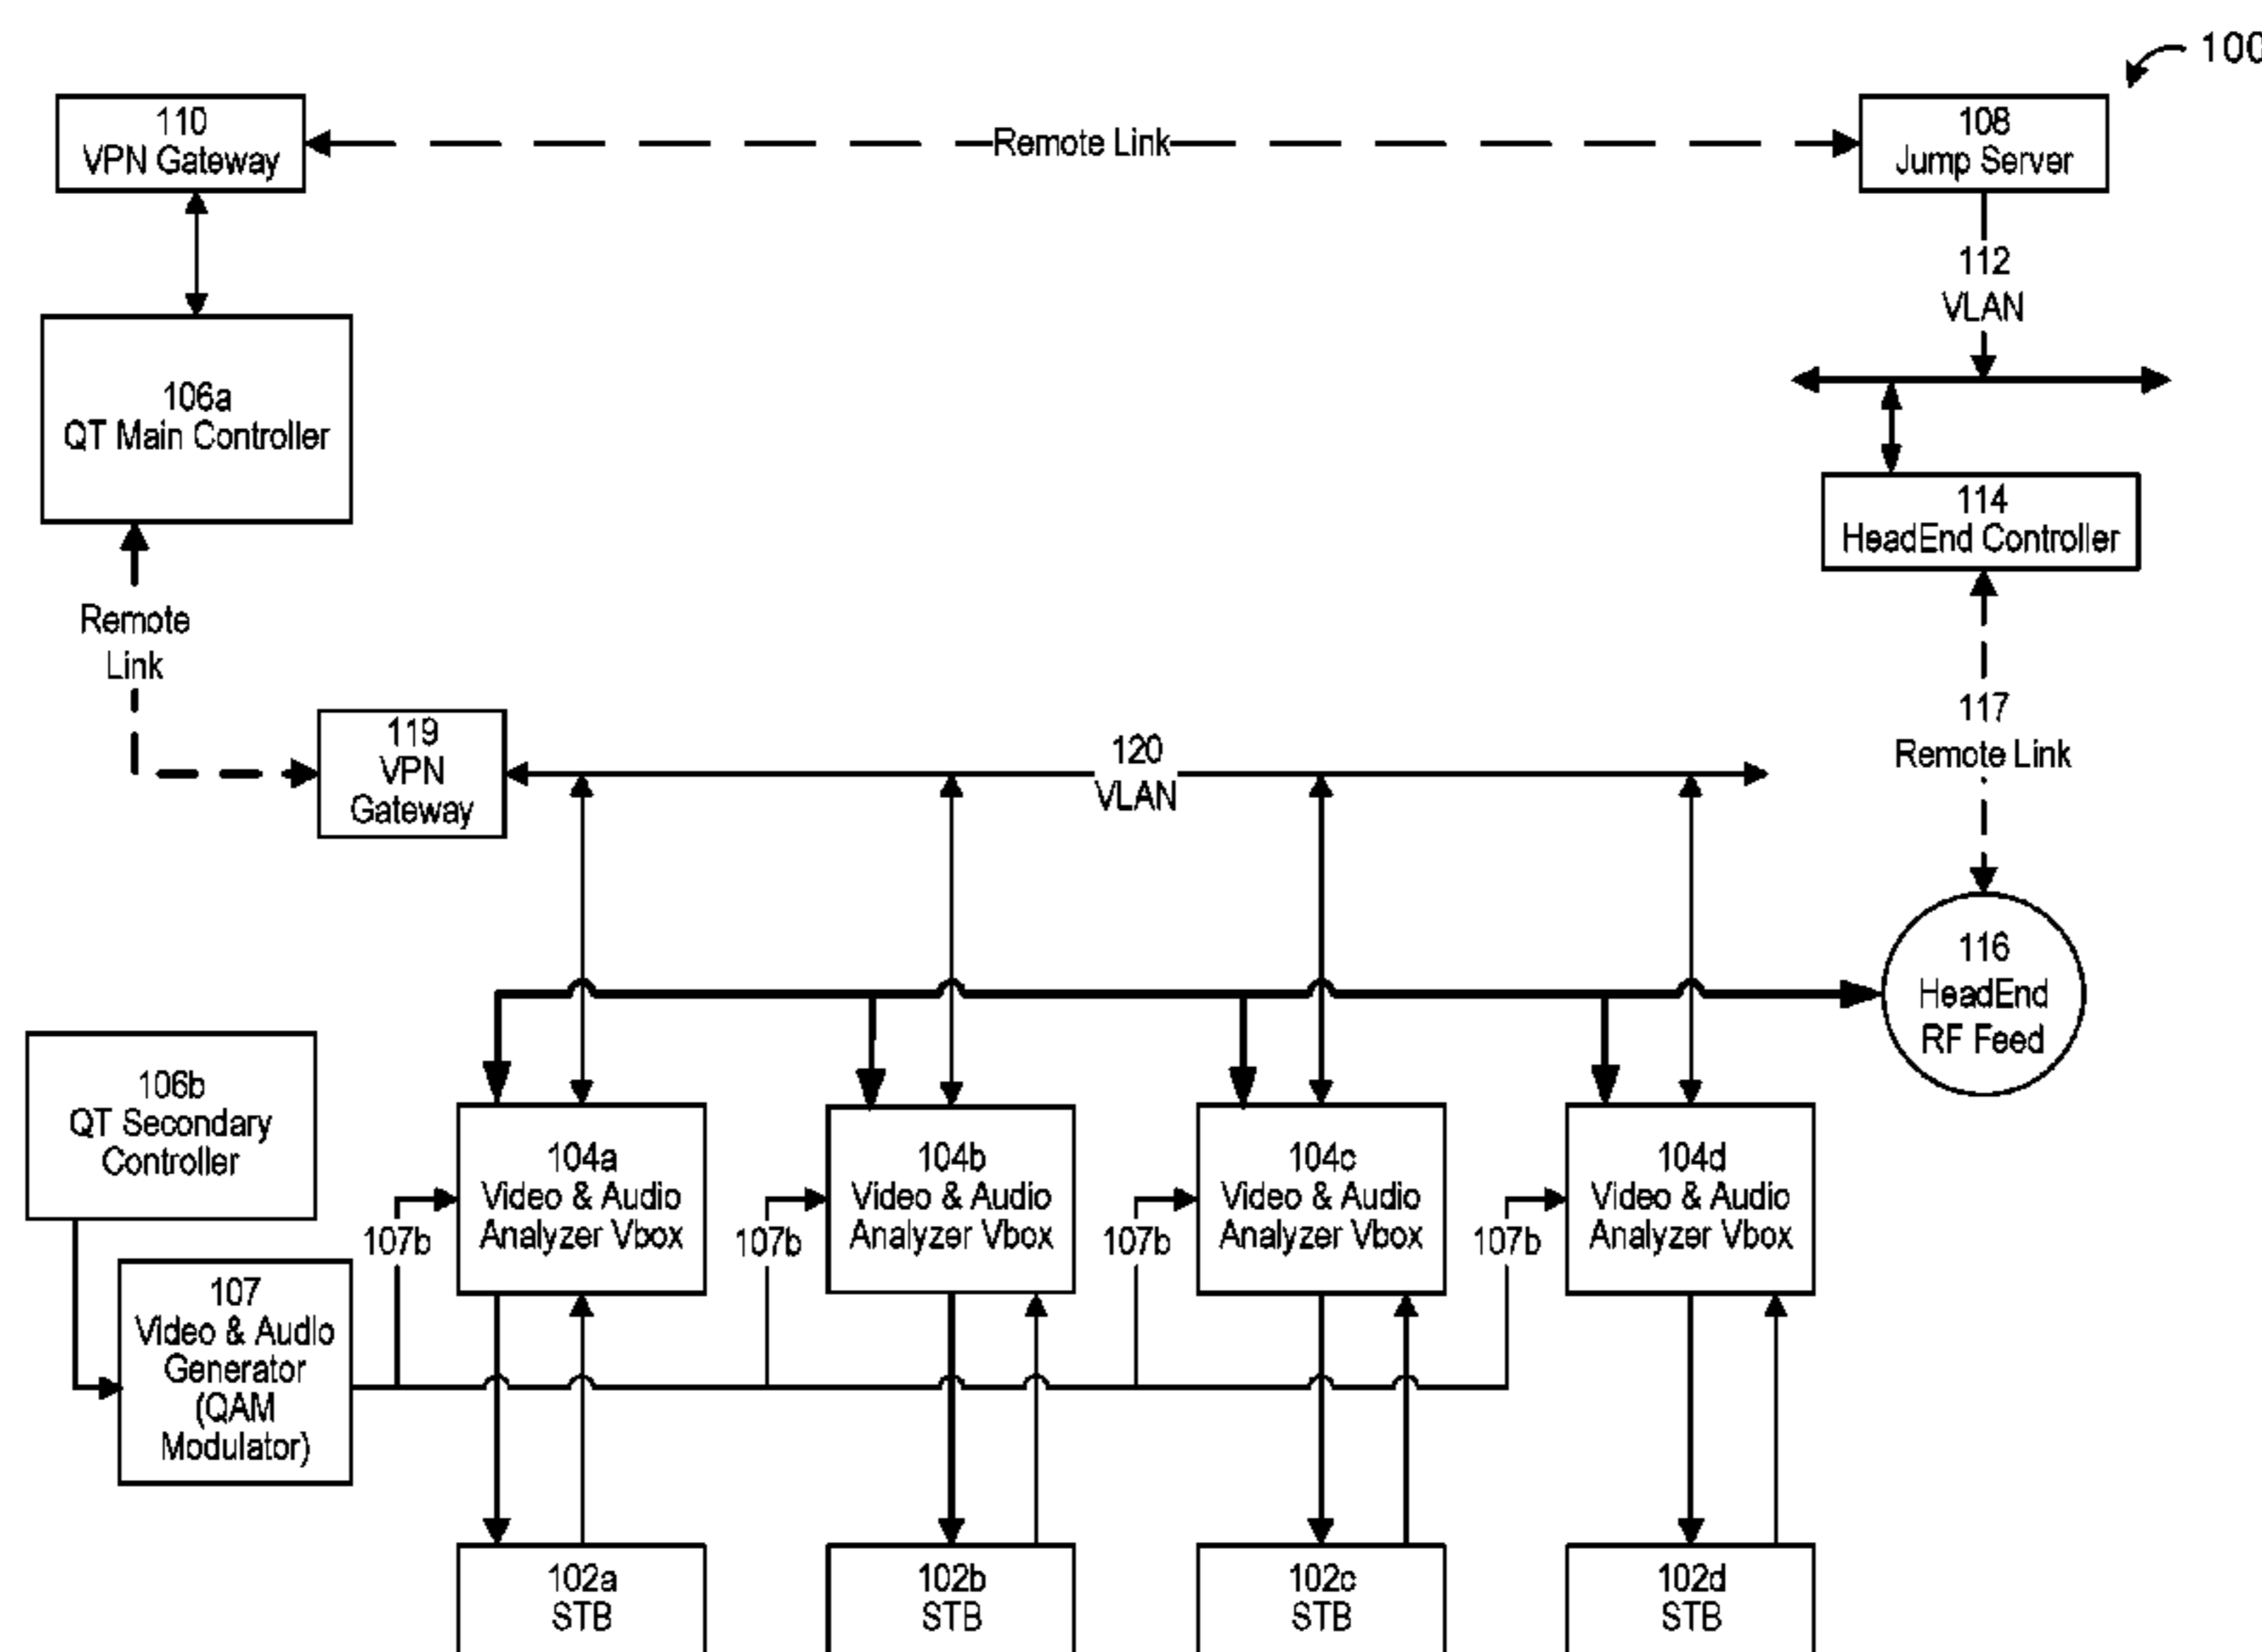 100
110
VPN Gateway
Remote Link
108
Jump Server
112
VLAN
106a
QT Main Controller
114
HeadEnd Controller
Remote
Link
117
Remote Link
119
VPN
Gateway
120
VLAN
116
HeadEnd
RF Feed
106b
QT Secondary
Controller
104a
Video & Audio
Analyzer Vbox
104b
Video & Audio
Analyzer Vbox
104c
Video & Audio
Analyzer Vbox
104d
Video & Audio
Analyzer Vbox
107b
107b
107b
107b
107
Video & Audio
Generator
(QAM
Modulator)
102a
STB
102b
STB
102c
STB
102d
STB